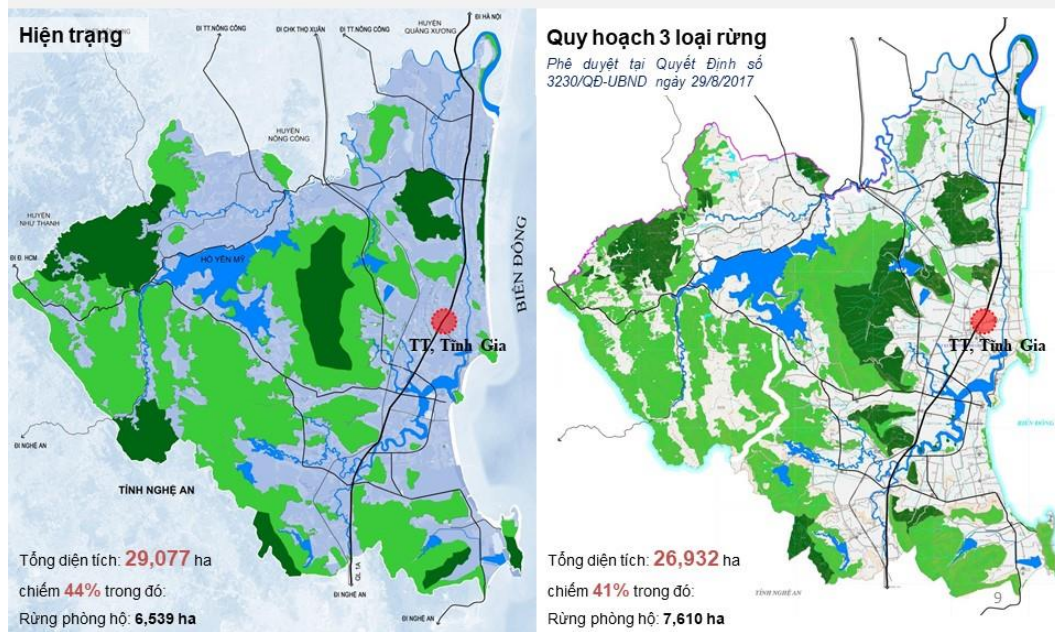 Hiện trạng
ĐI TT.NÔNG CỐNG
ĐI CHK THỌ XUÂN
ĐI TT.NÔNG CỐNG
HUYỆN
QUẢNG XƯƠNG
ĐI HÀ NỘI
HUYỆN
NÔNG CỐNG
HUYỆN
NHƯ THANH
ĐI Đ. HCM
HỒ YÊN MỸ
BIỂN ĐÔNG
TT, Tĩnh Gia
ĐI NGHỆ AN
TỈNH NGHỆ AN
QL 1A
ĐI NGHỆ AN
ĐI NGHỆ AN
Tổng diện tích: 29,077 ha
chiếm 44% trong đó:
Rừng phòng hộ: 6,539 ha
Quy hoạch 3 loại rừng
Phê duyệt tại Quyết Định số
3230/QĐ-UBND ngày 29/8/2017
TT, Tĩnh Gia
BIỂN ĐÔNG
Tổng diện tích: 26,932 ha
chiếm 41% trong đó:
Rừng phòng hộ: 7,610 ha
TỈNH NGHỆ AN
9